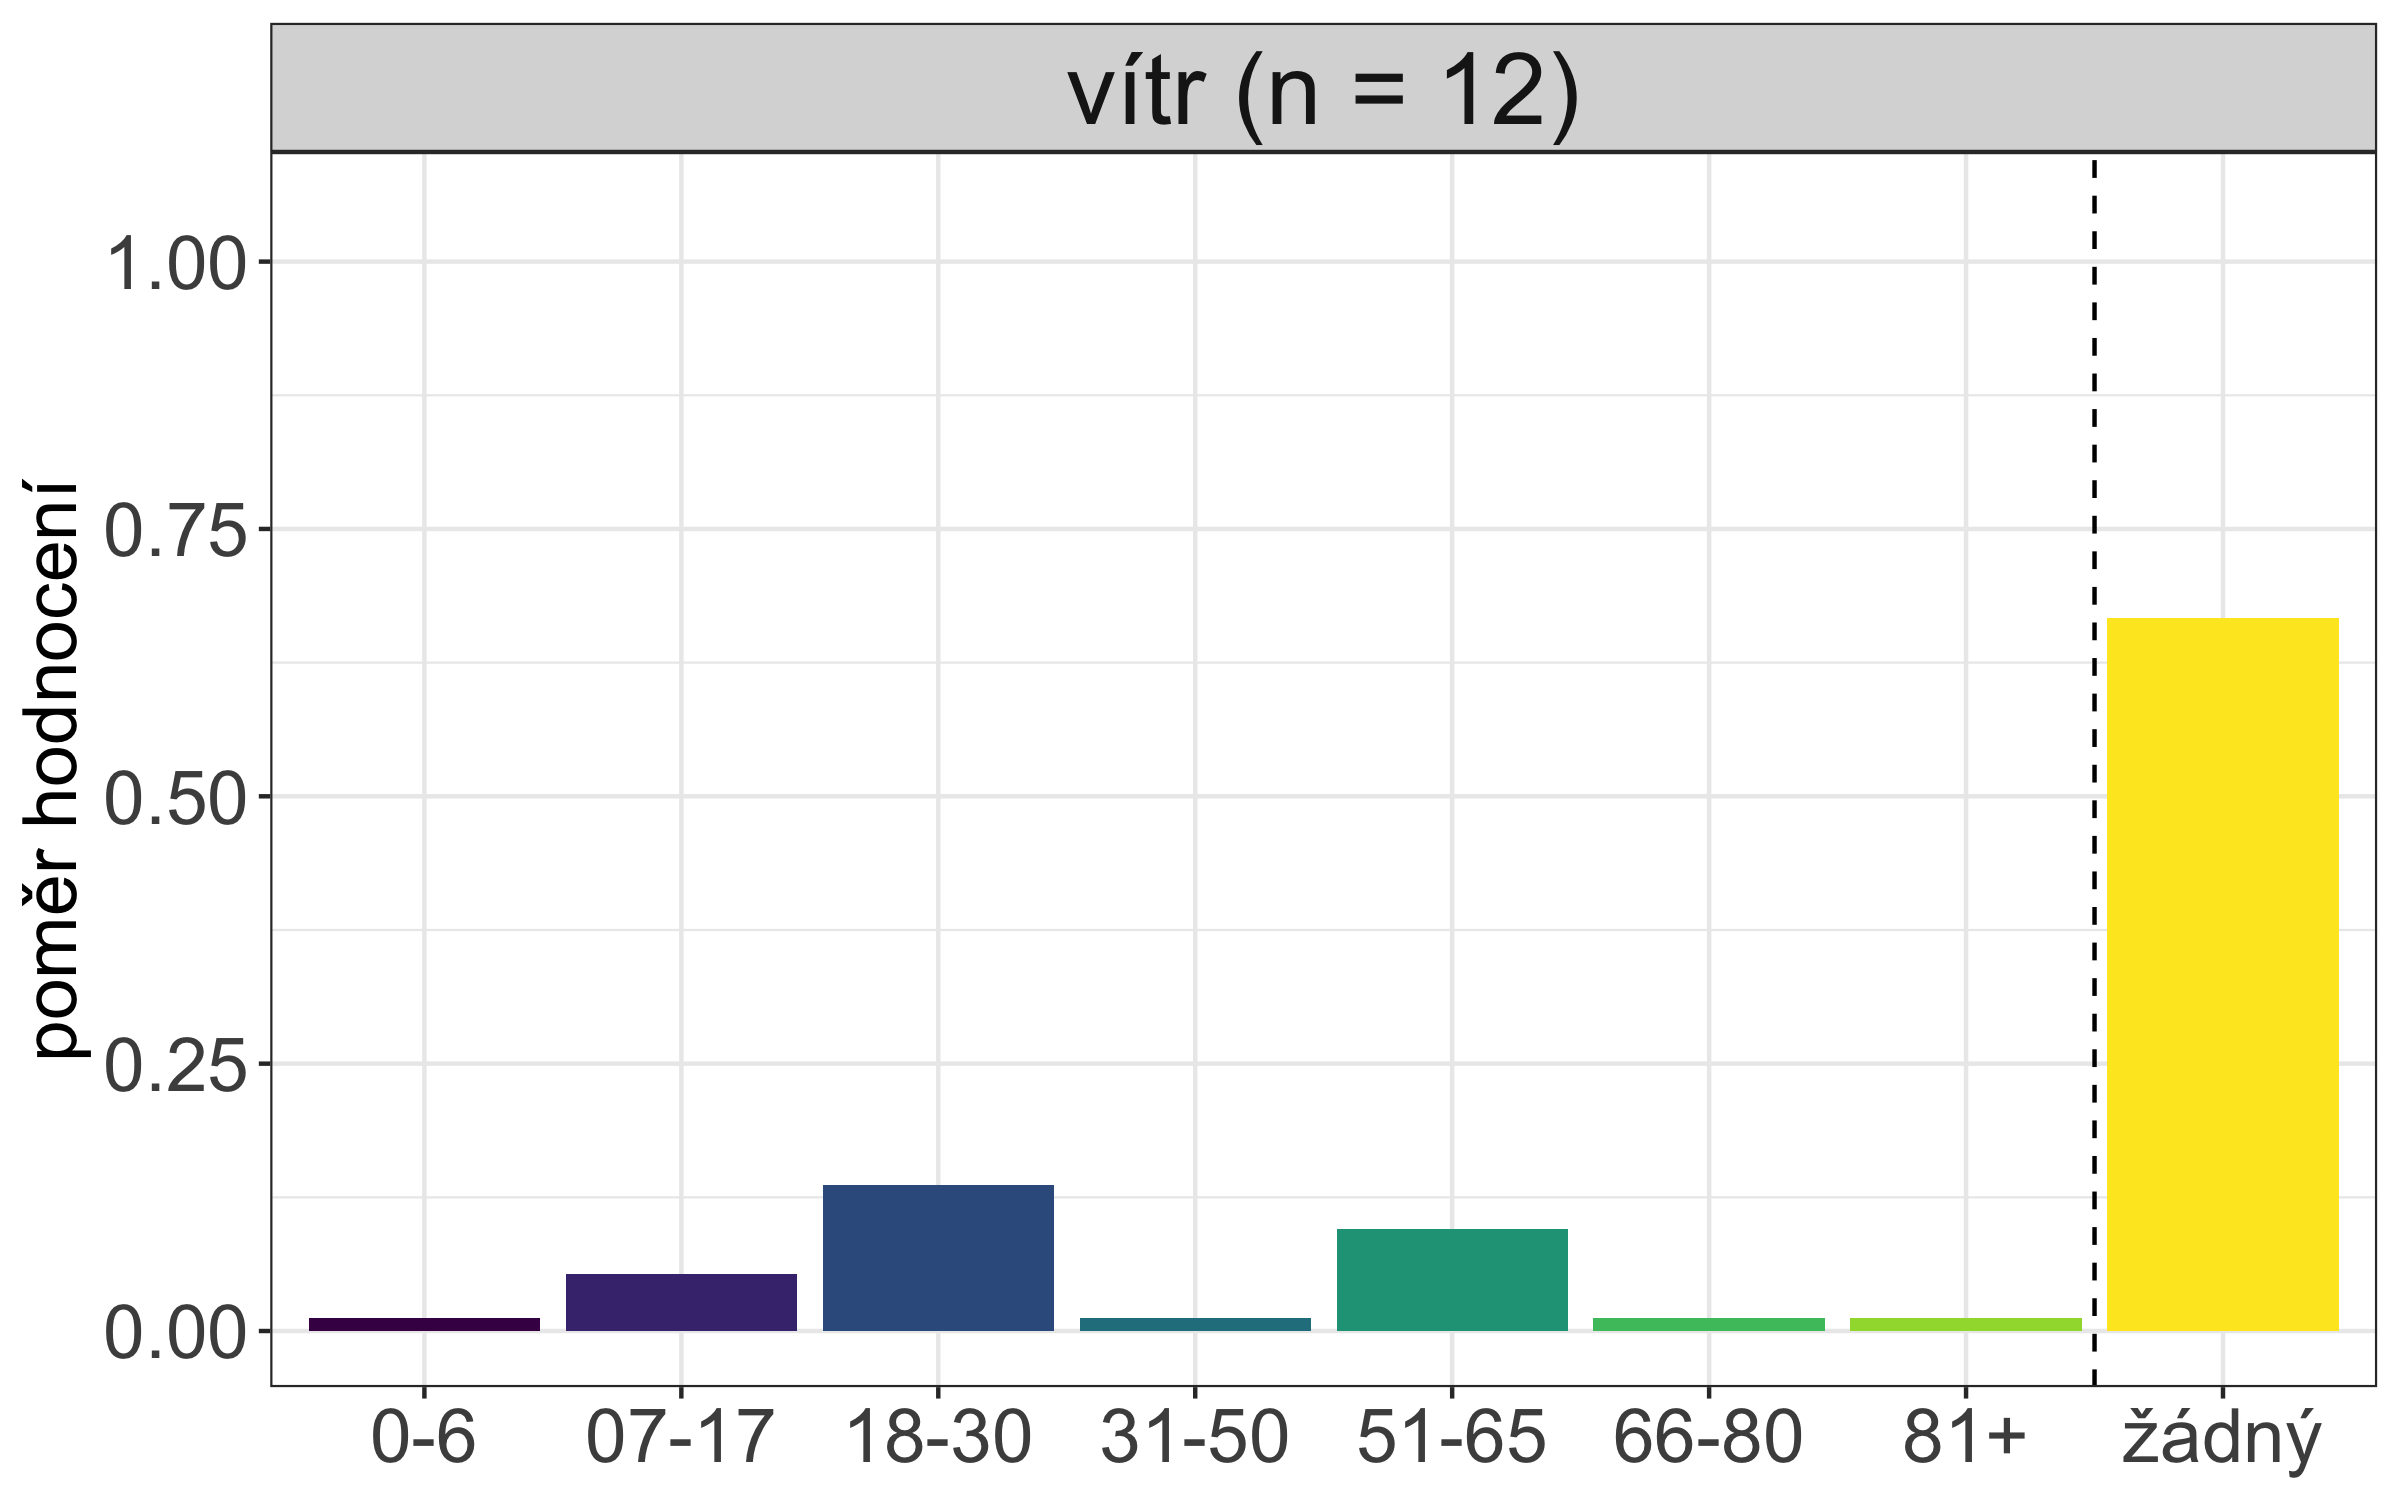 vítr (n = 12)
poměr hodnocení
1.00
0.75
0.50
0.25
0.00
0-6 07-17 18-30 31-50 51-65 66-80 81+ žádný